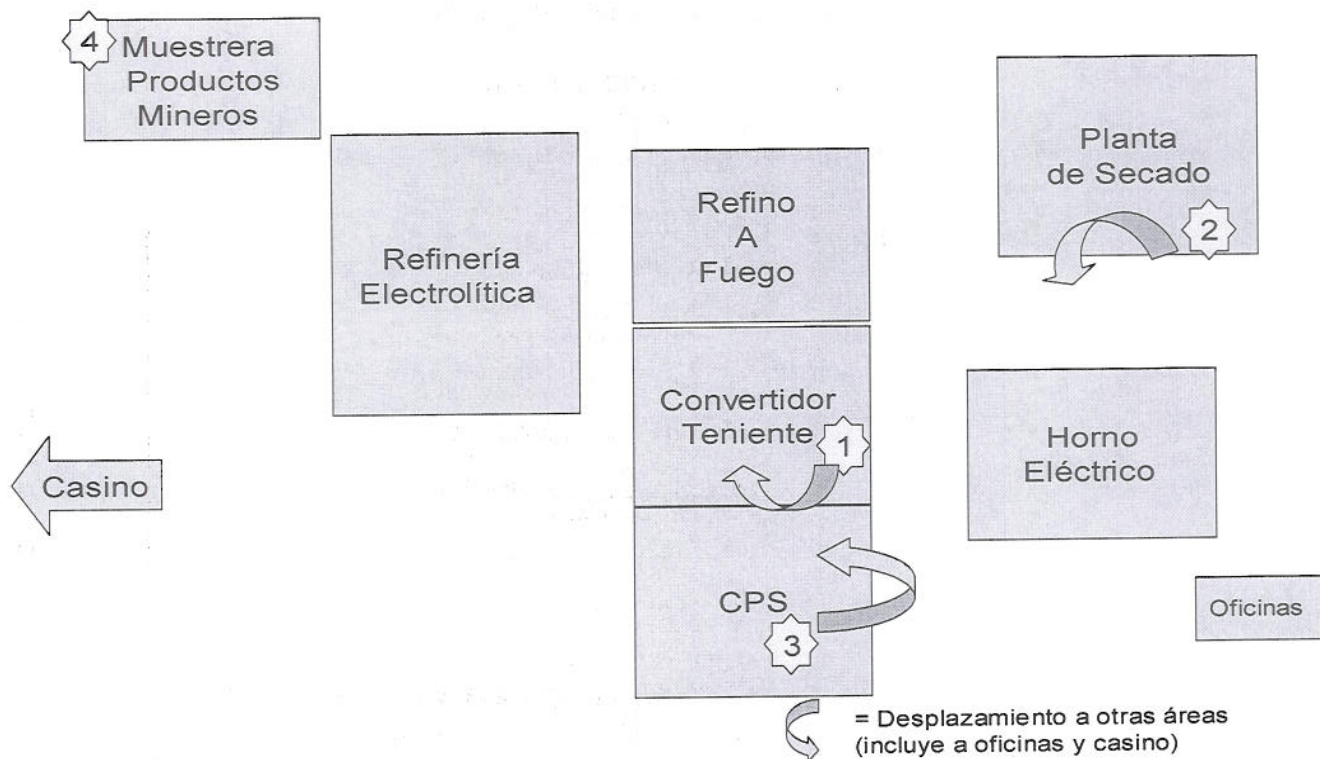 4
Muestrera
Productos
Mineros
Refinería
Electrolítica
Refino
A
Fuego
Planta
de Secado
2
Convertidor
Teniente
1
Horno
Eléctrico
Casino
CPS
3
Oficinas
= Desplazamiento a otras áreas
(incluye a oficinas y casino)